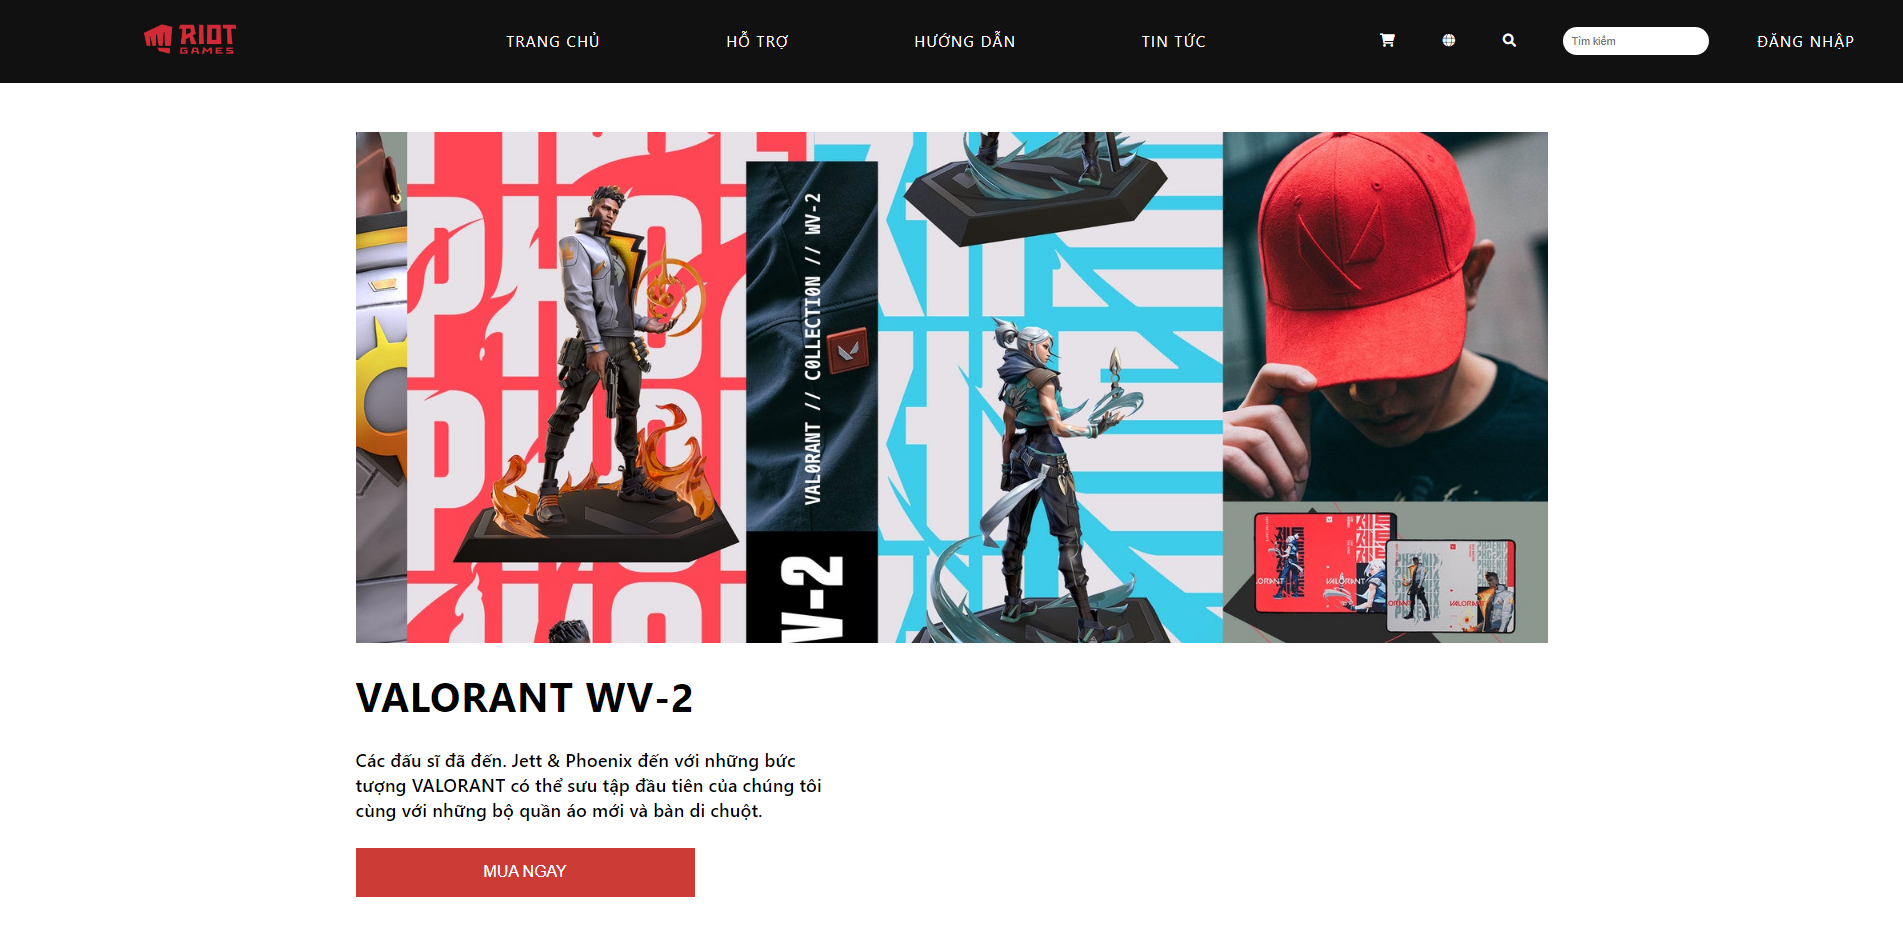 RIOT
GAMES
TRANG CHỦ
HỖ TRỢ
HƯỚNG DẪN
TIN TỨC
Tìm kiếm
ĐĂNG NHẬP
VALORANT // COLLECTION // WV-2
WV-2
VALORANT
VALORANT
PHOENIX
VALORANT WV-2
Các đấu sĩ đã đến. Jett & Phoenix đến với những bức
tượng VALORANT có thể sưu tập đầu tiên của chúng tôi
cùng với những bộ quần áo mới và bàn di chuột.
MUA NGAY